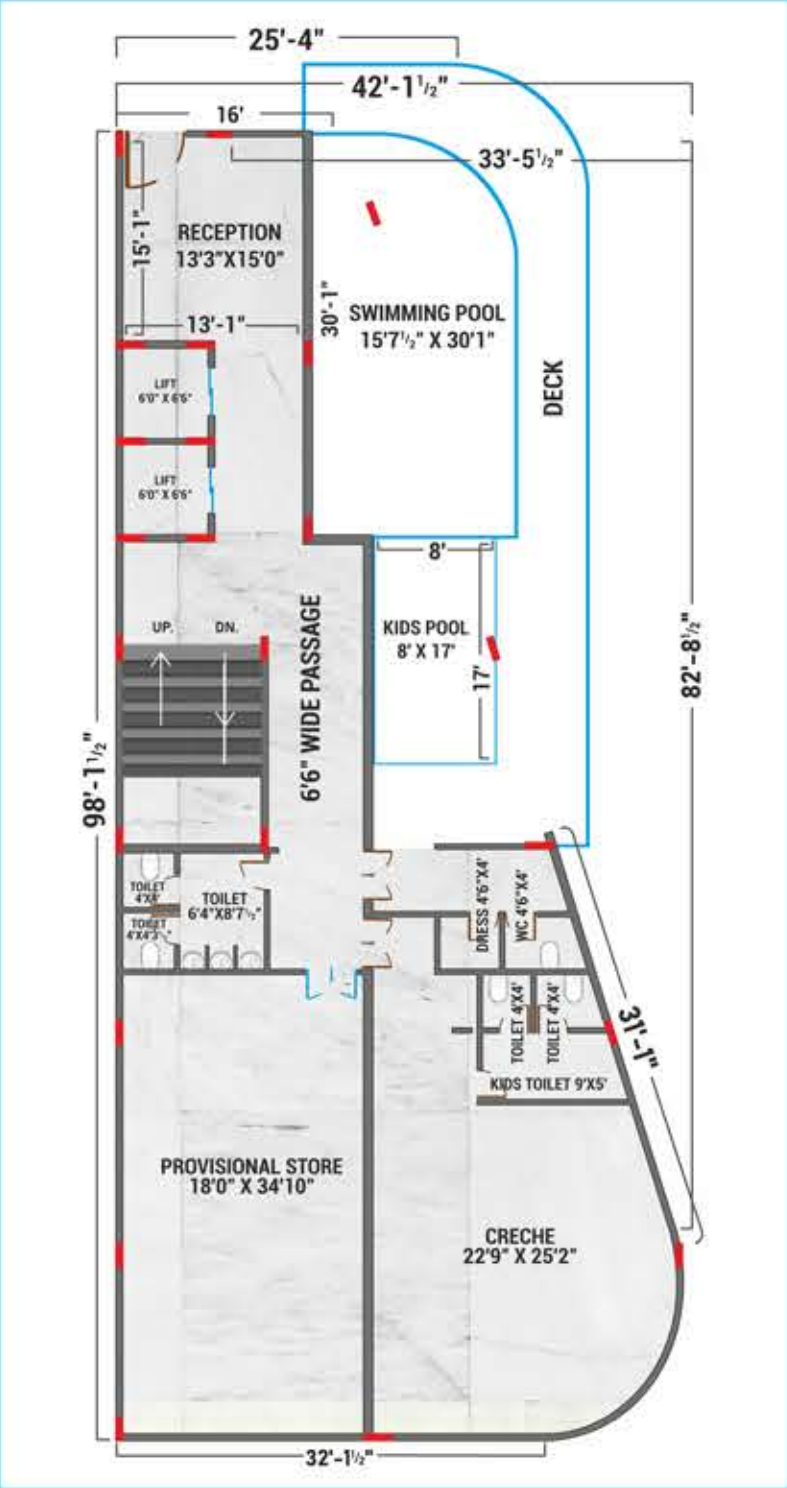 25'-4"
42'-1½"
16'
33'-5½"
15'-1"
RECEPTION
13'3"X15'0"
13'-1"
30'-1"
SWIMMING POOL
15'7½" X 30'1"
DECK
LIFT
6'0" X 6'6"
LIFT
6'0" X 6'6"
8'
KIDS POOL
8' X 17'
17'
UP.
DN.
6'6" WIDE PASSAGE
82'-8½"
98'-1½"
TOILET
4'X4'
TOILET
TOILET
6'4"X8'7½"
DRESS 4'6"X4'
WC 4'6"X4'
TOILET 4'X4'
TOILET 4'X4'
31'-1"
KIDS TOILET 9'X5'
PROVISIONAL STORE
18'0" X 34'10"
CRECHE
22'9" X 25'2"
32'-1½"